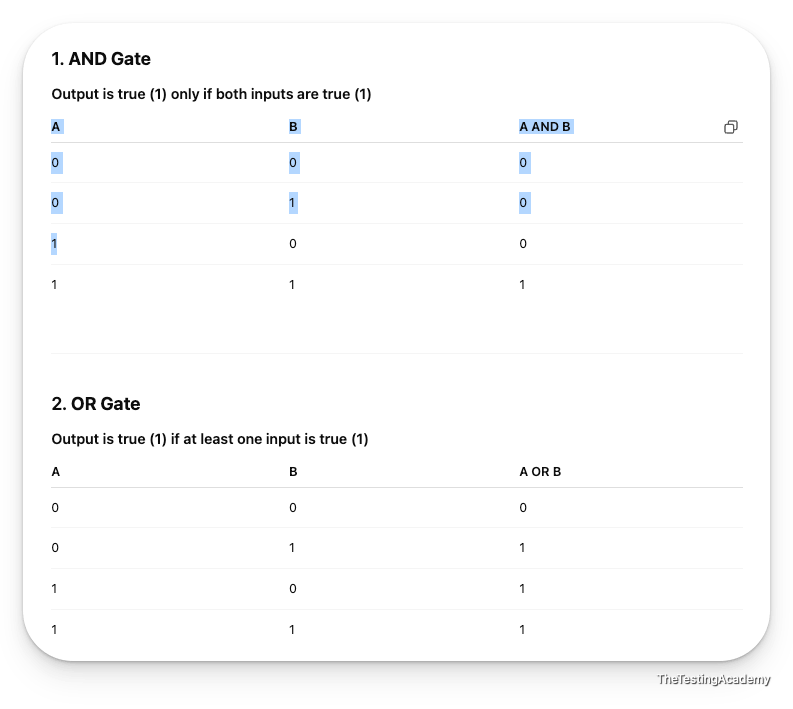 1. AND Gate
Output is true (1) only if both inputs are true (1)
A B A AND B
0 0 0
0 1 0
1 0 0
1 1 1
2. OR Gate
Output is true (1) if at least one input is true (1)
A B A OR B
0 0 0
0 1 1
1 0 1
1 1 1
TheTestingAcademy